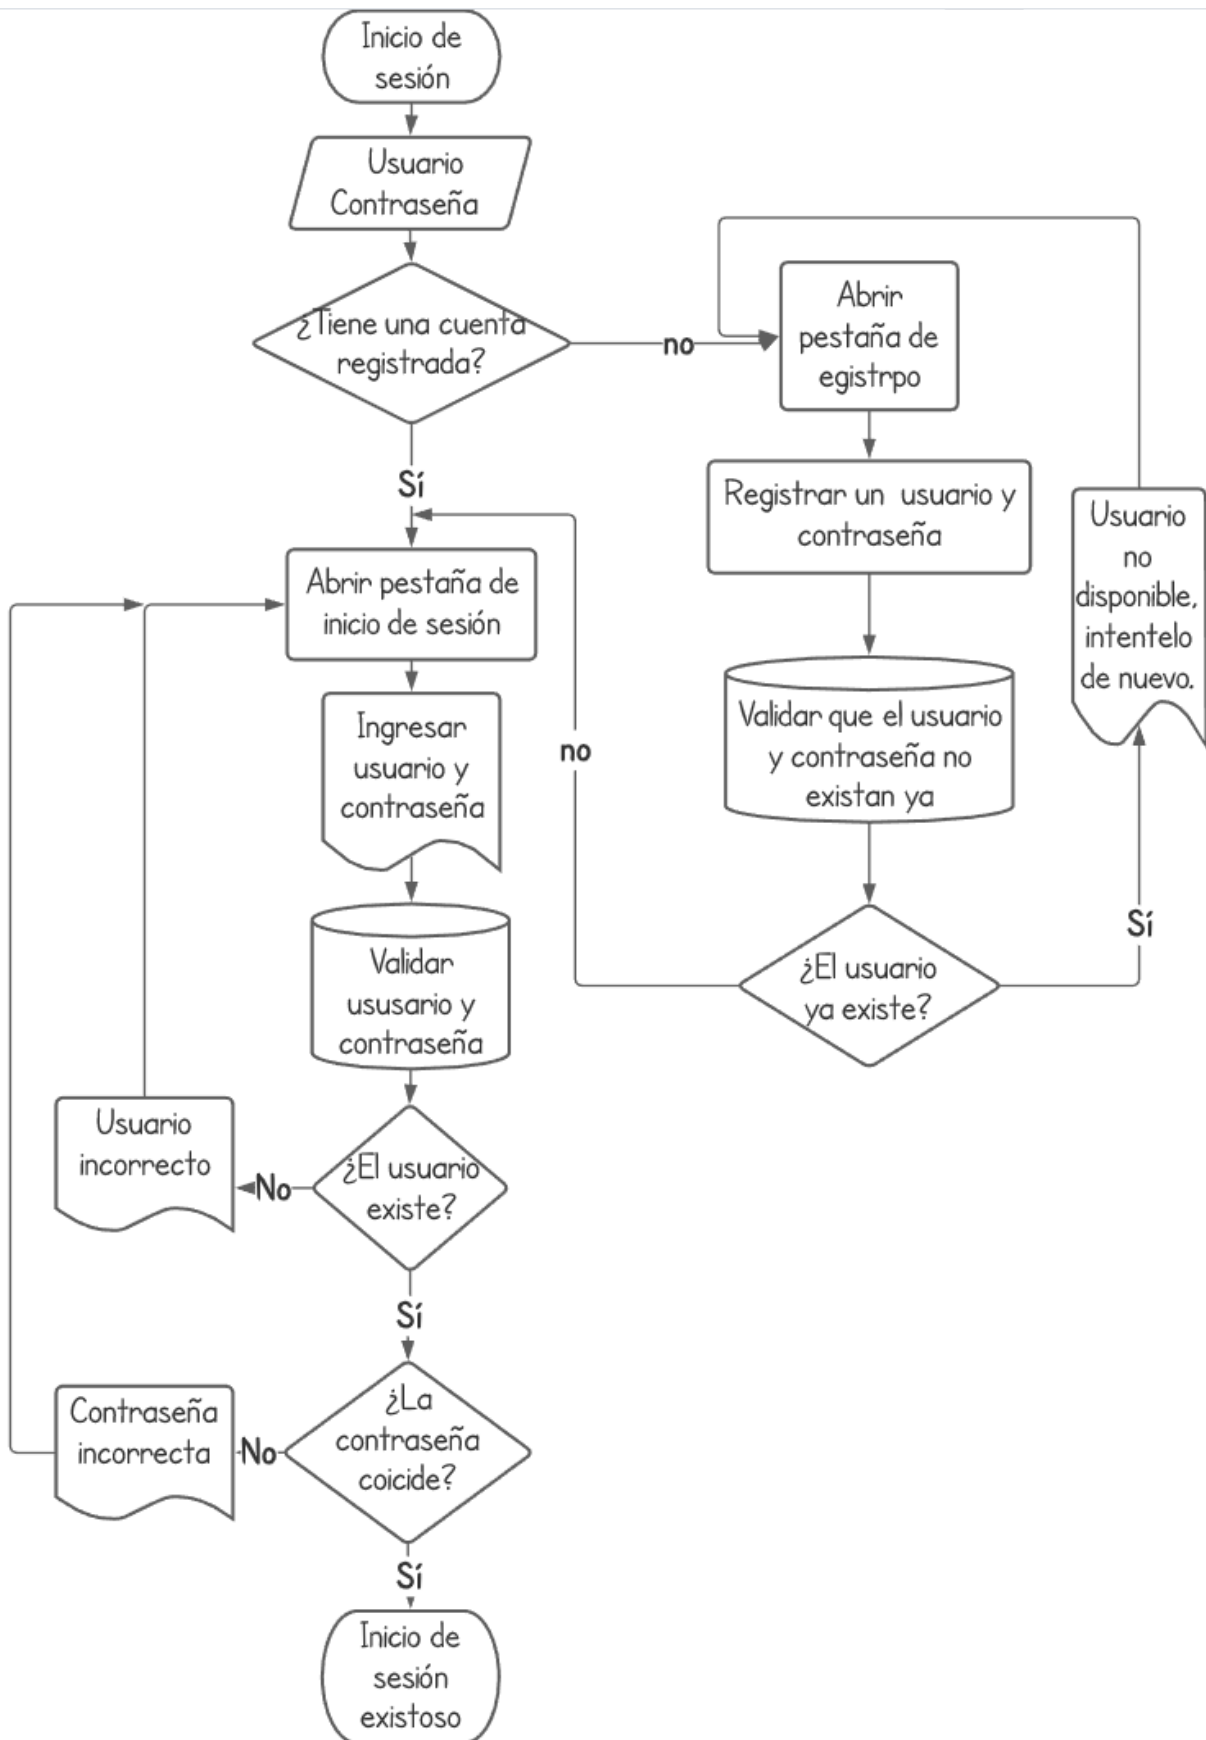 Inicio de
sesión
Usuario
Contraseña
¿Tiene una cuenta
registrada?
no
Abrir
pestaña de
egistrpo
Registrar un usuario y
contraseña
Validar que el usuario
y contraseña no
existan ya
¿El usuario
ya existe?
Sí
Usuario
no
disponible,
intentelo
de nuevo.
no
Sí
Abrir pestaña de
inicio de sesión
Ingresar
usuario y
contraseña
Validar
ususario y
contraseña
¿El usuario
existe?
No
Usuario
incorrecto
Sí
¿La
contraseña
coicide?
No
Contraseña
incorrecta
Sí
Inicio de
sesión
existoso